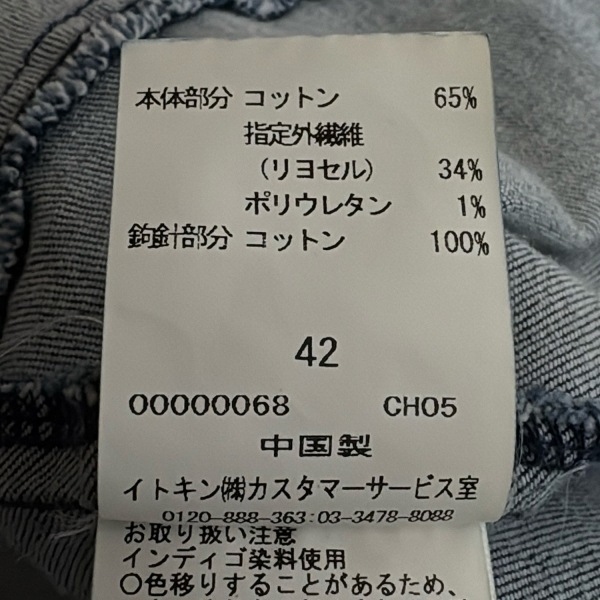 本体部分 コットン 65%
指定外繊維
(リヨセル) 34%
ポリウレタン 1%
鉤針部分 コットン 100%
42
00000068 CH05
中国製
イトキン㈱カスタマーサービス室
0120-888-363:03-3478-8088
お取り扱い注意
インディゴ染料使用
○色移りすることがあるため、